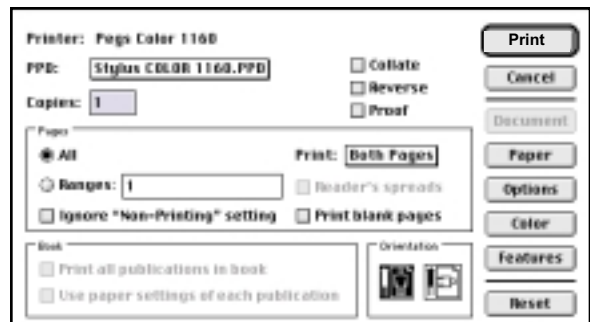 Printer: Pegs Color 1160
Print
PPD: Stylus COLOR 1160.PPD
Collate
Cancel
Reverse
Copies: 1
Proof
Document
Pages
All
Print: Both Pages
Paper
Ranges: 1
Reader's spreads
Options
Ignore "Non-Printing" setting
Print blank pages
Color
Book
Orientation
Features
Print all publications in book
Use paper settings of each publication
Reset